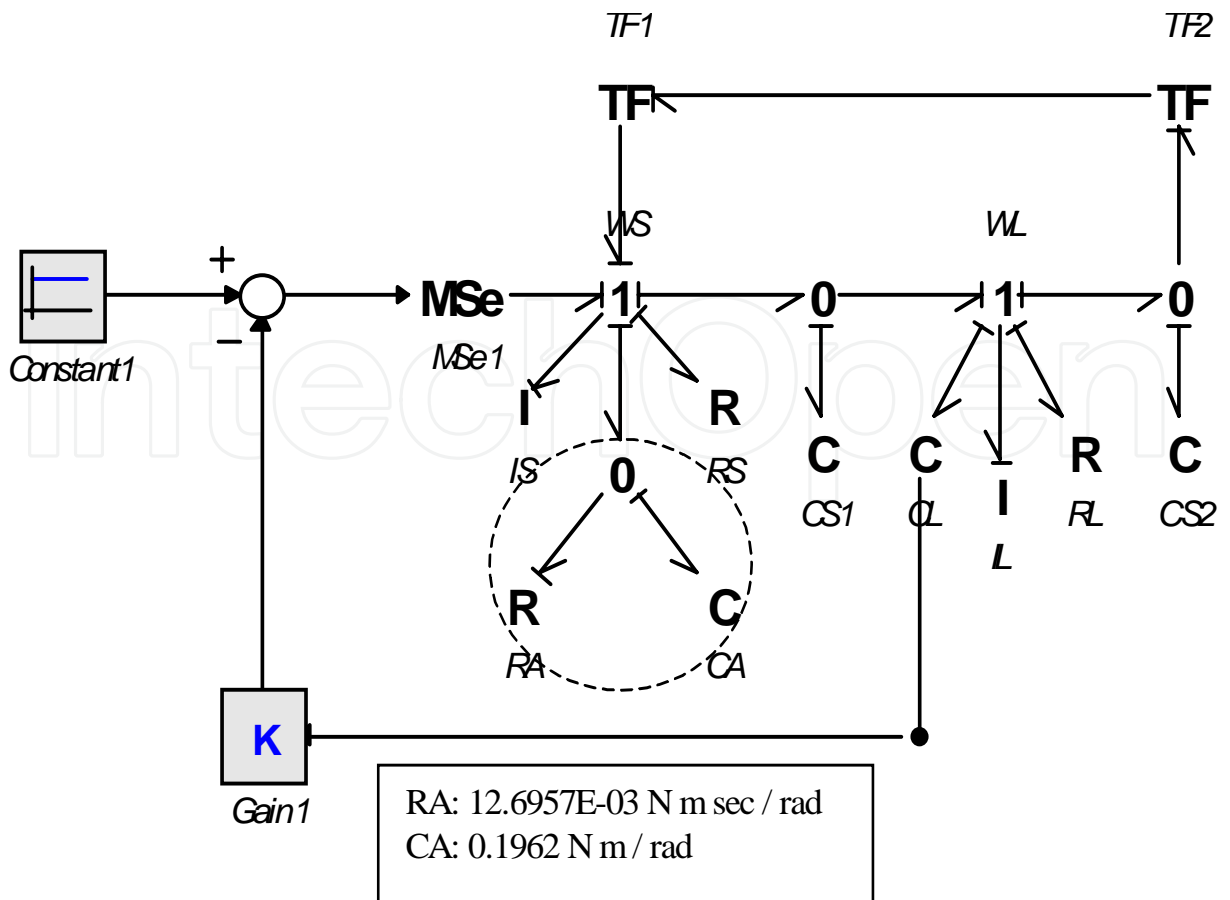 TF1 TF2
TF TF
WS WL
+
MSe 1 0 1 0
−
Constant1 MSe1
I R
C C R C
IS 0 RS
CS1 CL I RL CS2
L
R C
RA CA
K
Gain1
RA: 12.6957E-03 N m sec / rad
CA: 0.1962 N m / rad
IntechOpen